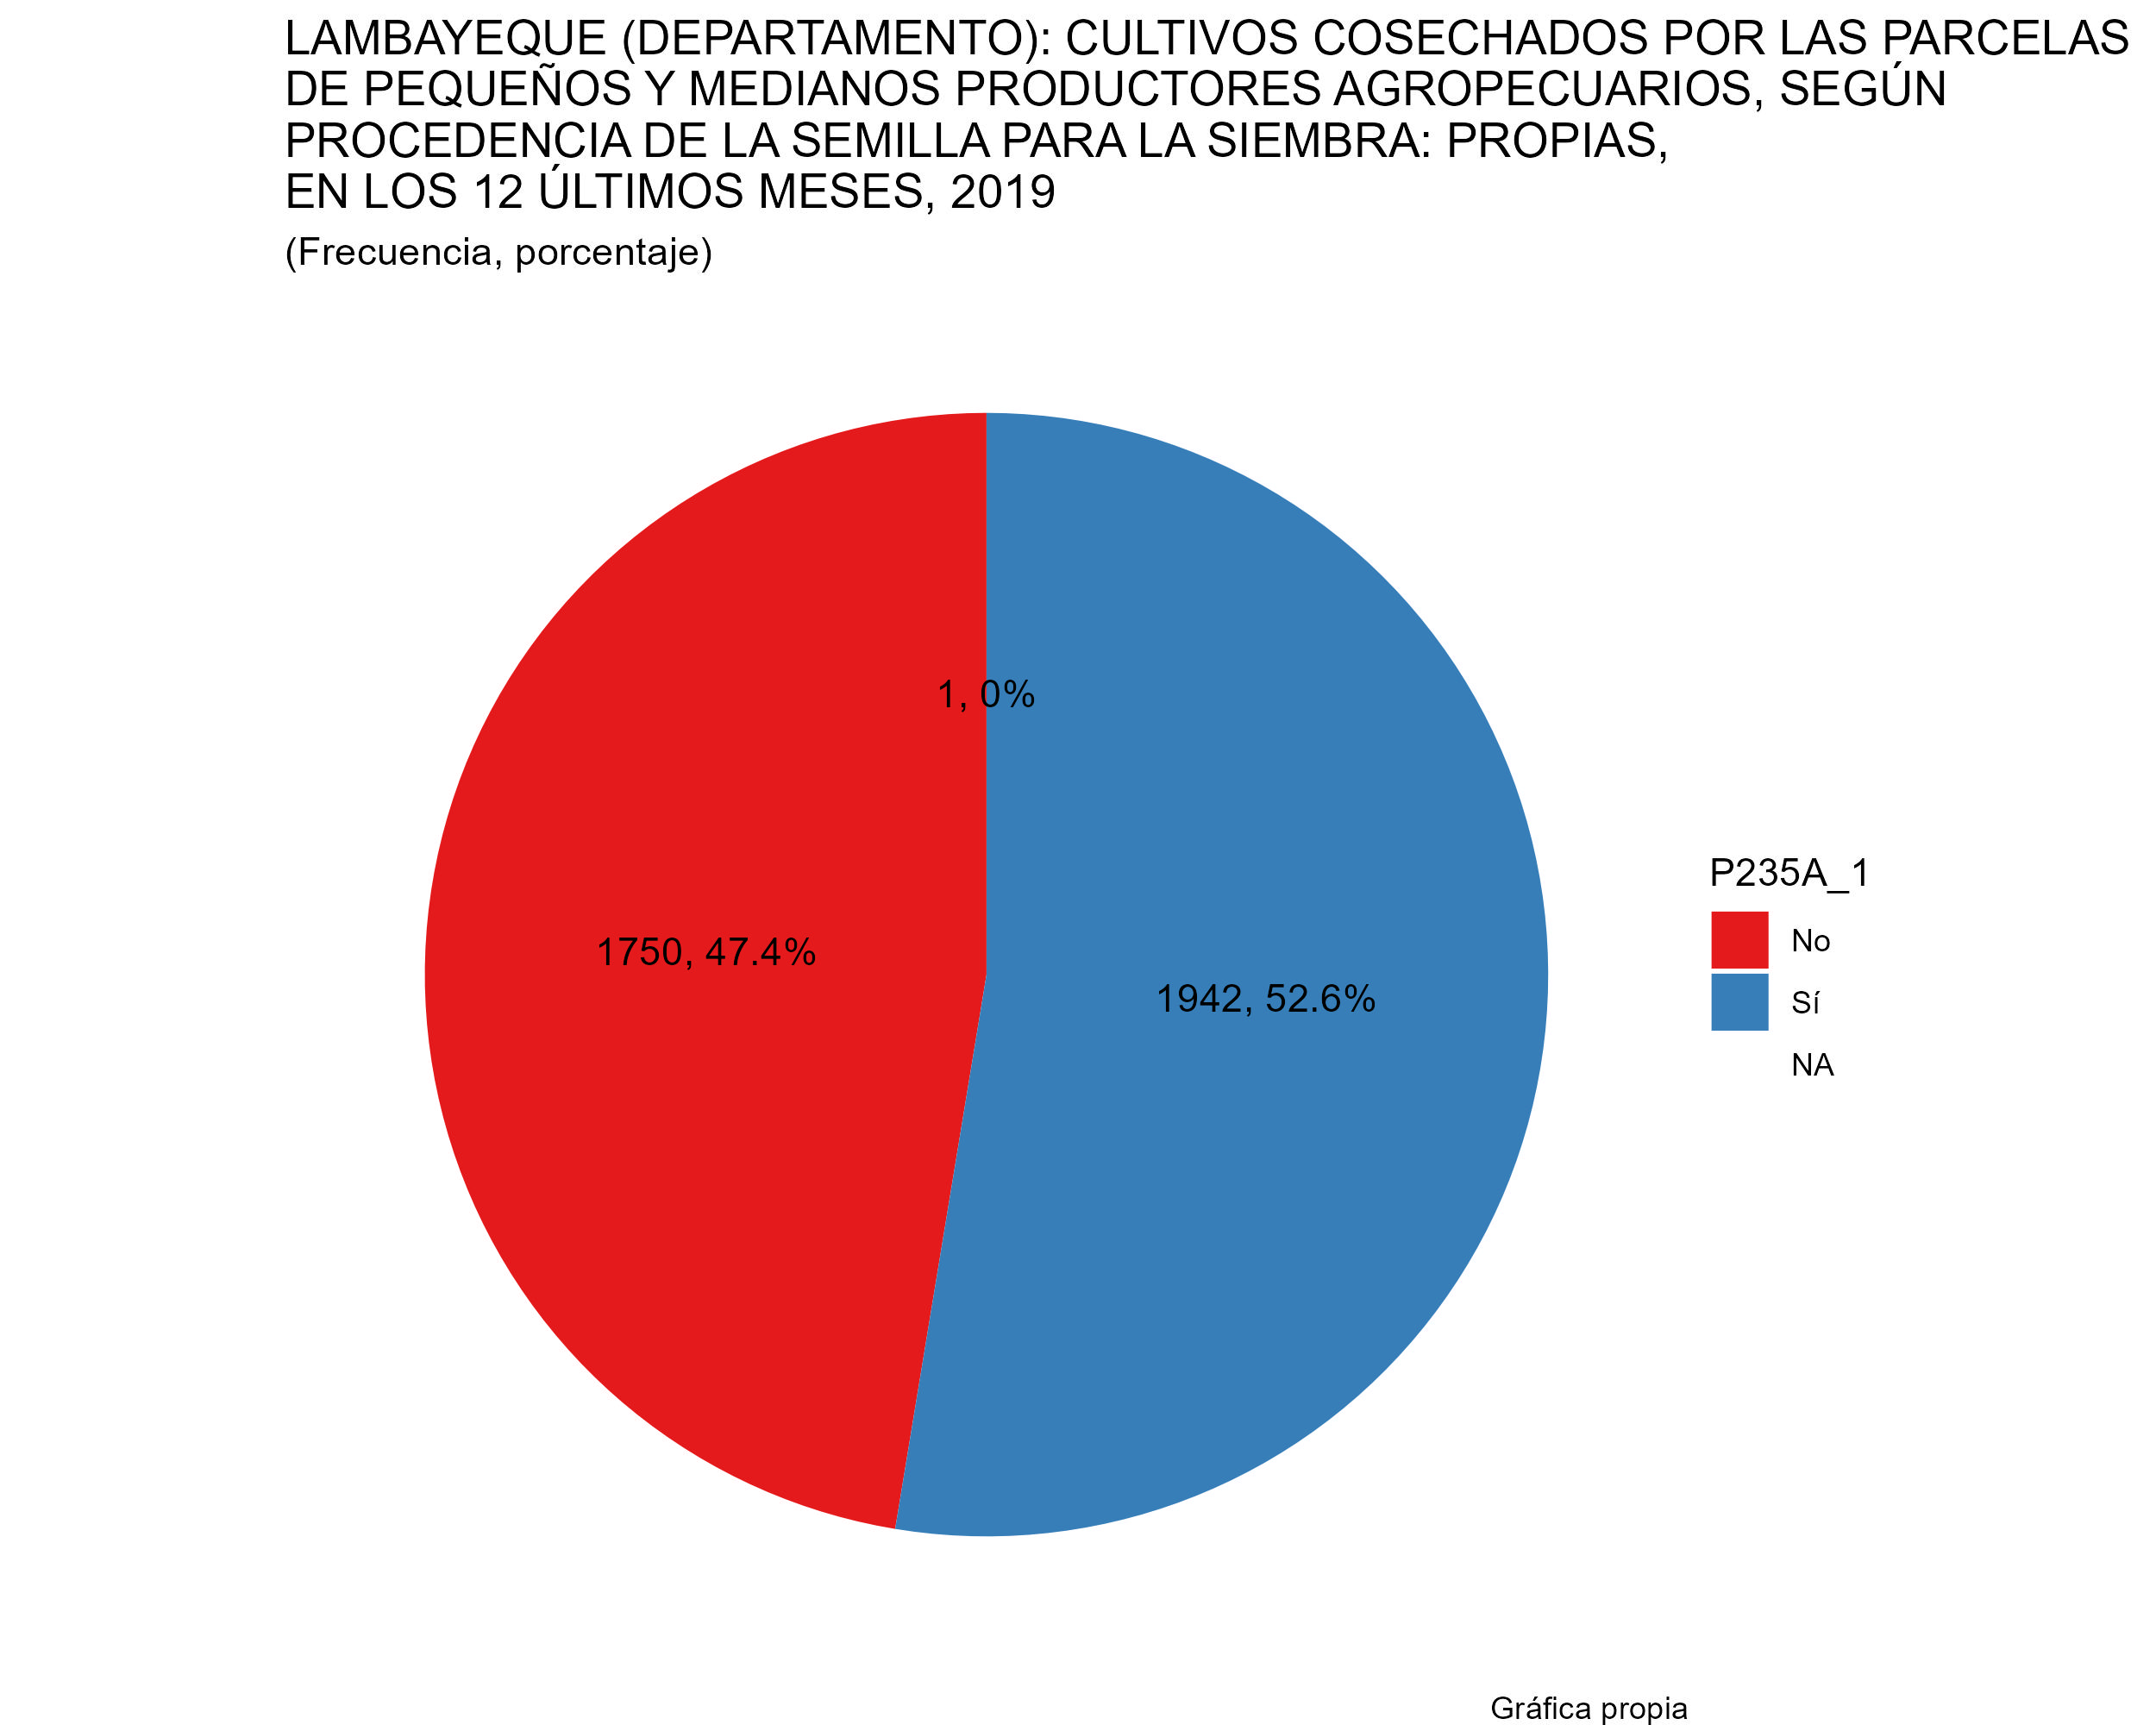 LAMBAYEQUE (DEPARTAMENTO): CULTIVOS COSECHADOS POR LAS PARCELAS
DE PEQUEÑOS Y MEDIANOS PRODUCTORES AGROPECUARIOS, SEGÚN
PROCEDENCIA DE LA SEMILLA PARA LA SIEMBRA: PROPIAS,
EN LOS 12 ÚLTIMOS MESES, 2019
(Frecuencia, porcentaje)
1, 0%
1750, 47.4%
1942, 52.6%
P235A_1
No
Sí
NA
Gráfica propia